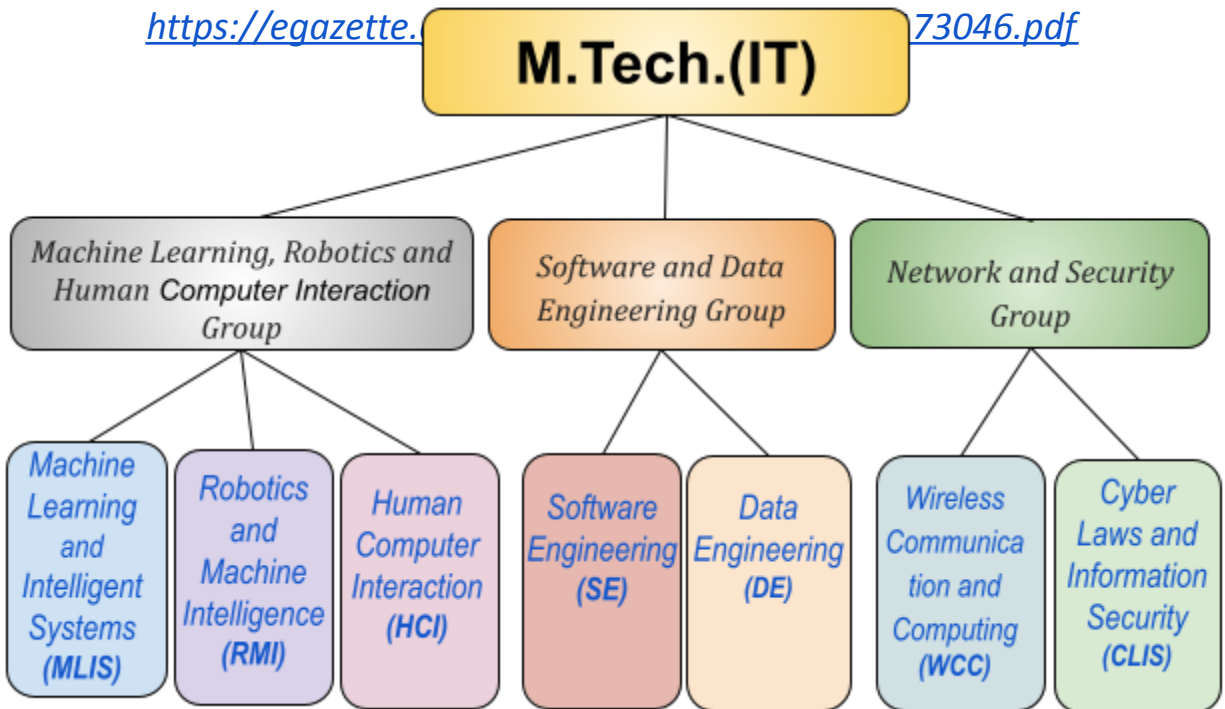 https://egazette. 73046.pdf
M.Tech.(IT)
Machine Learning, Robotics and
Human Computer Interaction
Group
Software and Data
Engineering Group
Network and Security
Group
Machine
Learning
and
Intelligent
Systems
(MLIS)
Robotics
and
Machine
Intelligence
(RMI)
Human
Computer
Interaction
(HCI)
Software
Engineering
(SE)
Data
Engineering
(DE)
Wireless
Communica
tion and
Computing
(WCC)
Cyber
Laws and
Information
Security
(CLIS)